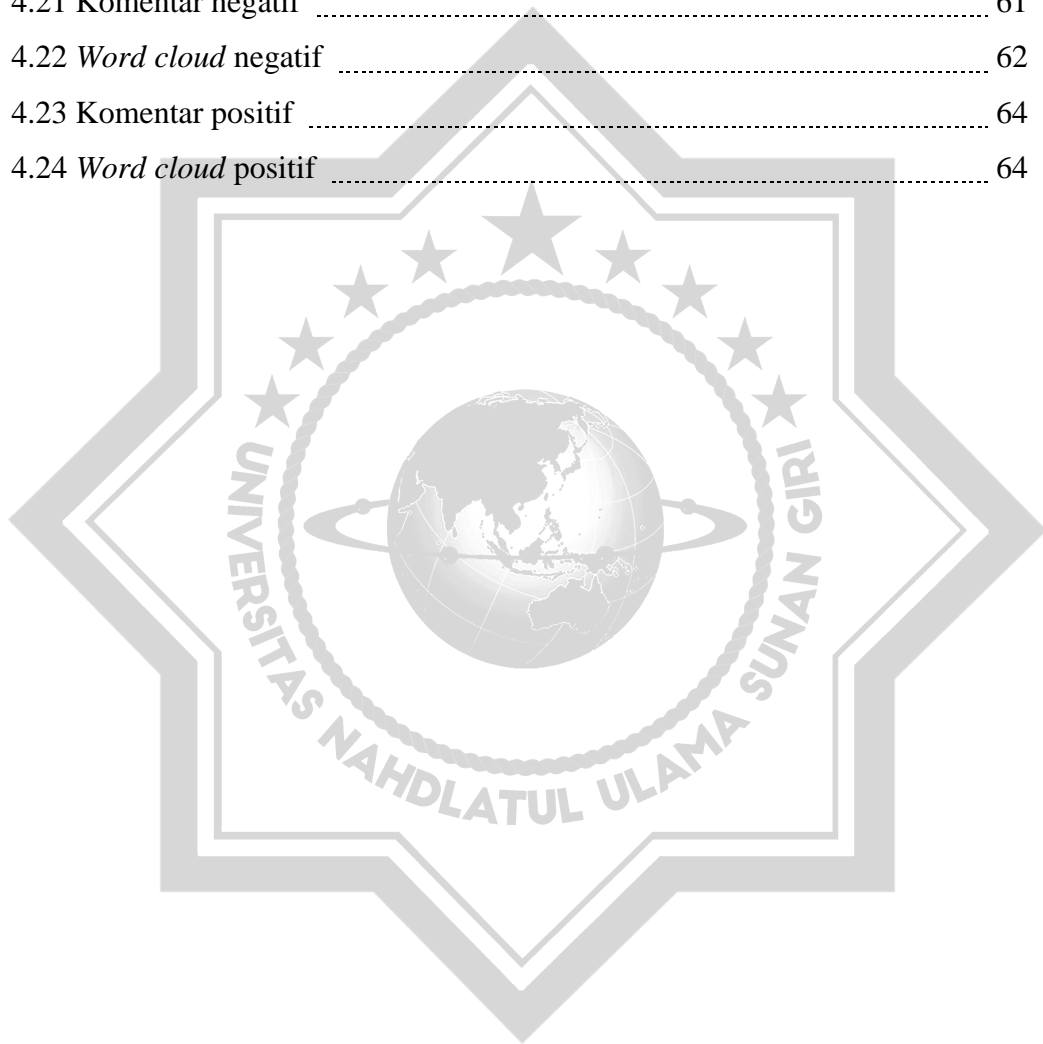 4.21 Komentar negatif 61
4.22 Word cloud negatif 62
4.23 Komentar positif 64
4.24 Word cloud positif 64
UNIVERSITAS NAHDLATUL ULAMA SUNAN GIRI